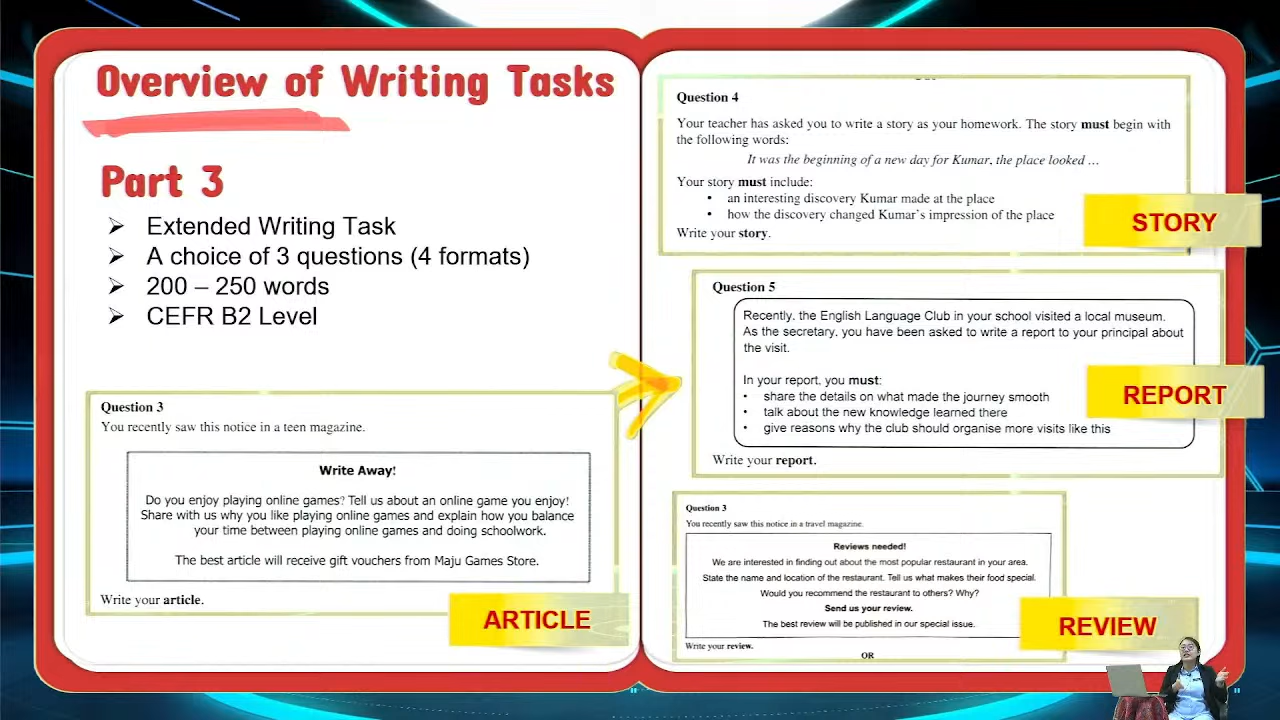 Overview of Writing Tasks
Part 3
➢ Extended Writing Task
➢ A choice of 3 questions (4 formats)
➢ 200 – 250 words
➢ CEFR B2 Level
Question 3
You recently saw this notice in a teen magazine.
Write Away!
Do you enjoy playing online games? Tell us about an online game you enjoy!
Share with us why you like playing online games and explain how you balance
your time between playing online games and doing schoolwork.
The best article will receive gift vouchers from Maju Games Store.
Write your article.
ARTICLE
Question 4
Your teacher has asked you to write a story as your homework. The story must begin with
the following words:
It was the beginning of a new day for Kumar, the place looked ...
Your story must include:
• an interesting discovery Kumar made at the place
• how the discovery changed Kumar's impression of the place
Write your story.
STORY
Question 5
Recently, the English Language Club in your school visited a local museum.
As the secretary, you have been asked to write a report to your principal about
the visit.
In your report, you must:
• share the details on what made the journey smooth
• talk about the new knowledge learned there
• give reasons why the club should organise more visits like this
Write your report.
REPORT
Question 3
You recently saw this notice in a travel magazine.
Reviews needed!
We are interested in finding out about the most popular restaurant in your area.
State the name and location of the restaurant. Tell us what makes their food special.
Would you recommend the restaurant to others? Why?
Send us your review.
The best review will be published in our special issue.
Write your review.
OR
REVIEW